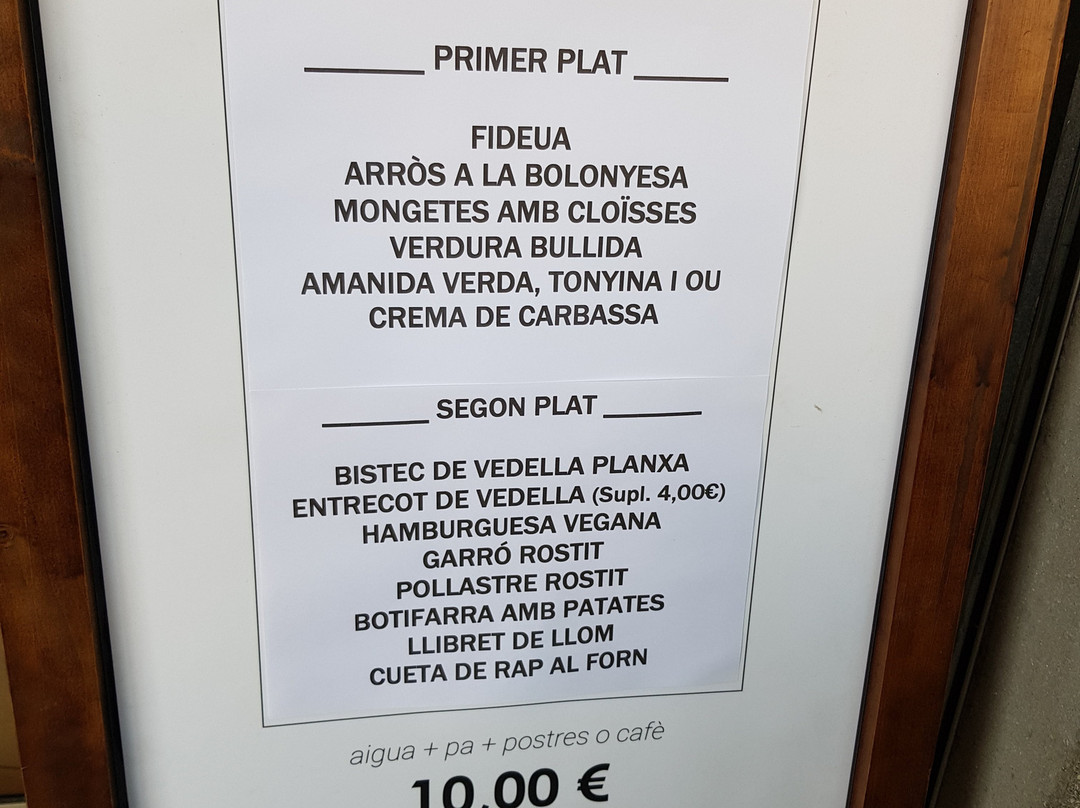 PRIMER PLAT
FIDEUA
ARRÒS A LA BOLONYESA
MONGETES AMB CLOÏSSES
VERDURA BULLIDA
AMANIDA VERDA, TONYINA I OU
CREMA DE CARBASSA
SEGON PLAT
BISTEC DE VEDELLA PLANXA
ENTRECOT DE VEDELLA (Supl. 4,00€)
HAMBURGUESA VEGANA
GARRÓ ROSTIT
POLLASTRE ROSTIT
BOTIFARRA AMB PATATES
LLIBRET DE LLOM
CUETA DE RAP AL FORN
aigua + pa + postres o cafè
10,00 €